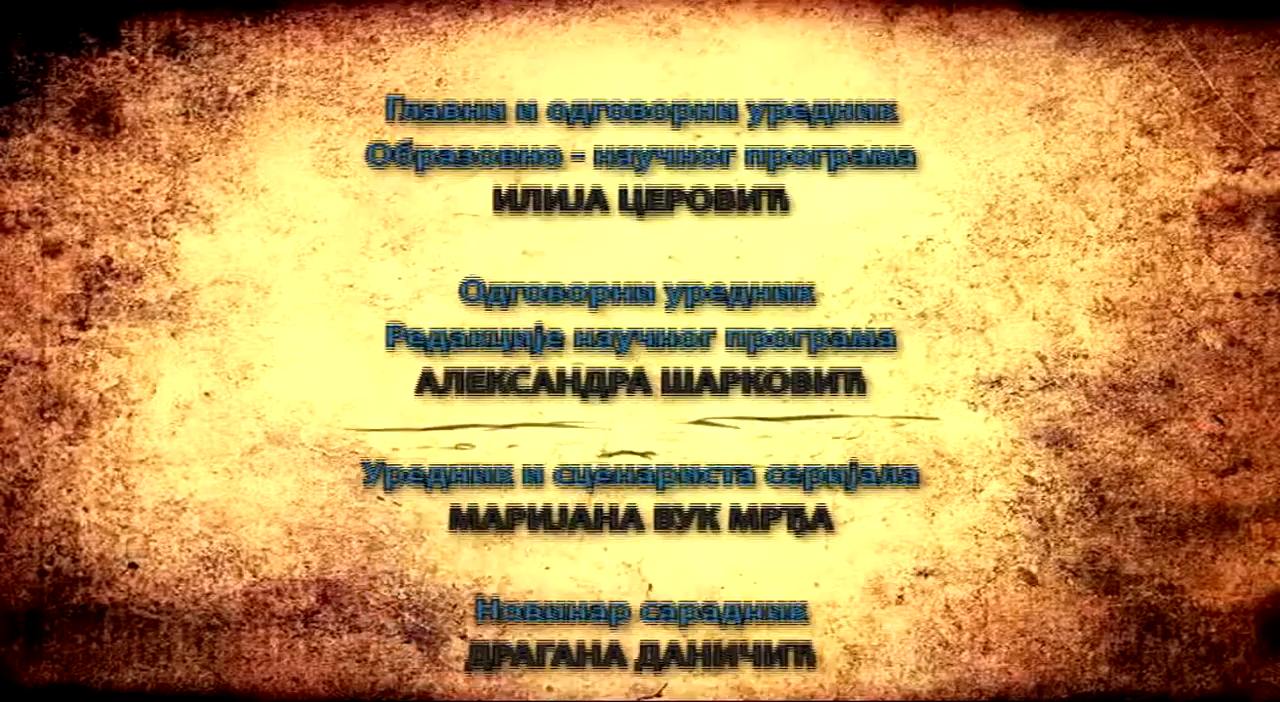 Главни и одговорни уредник
Образовно - научног програма
ИЛИЈА ЦЕРОВИЋ
Одговорни уредник
Редакције научног програма
АЛЕКСАНДРА ШАРКОВИЋ
Уредник и сценариста серијала
МАРИЈАНА ВУК МРЂА
Новинар сарадник
ДРАГАНА ДАНИЧИЋ